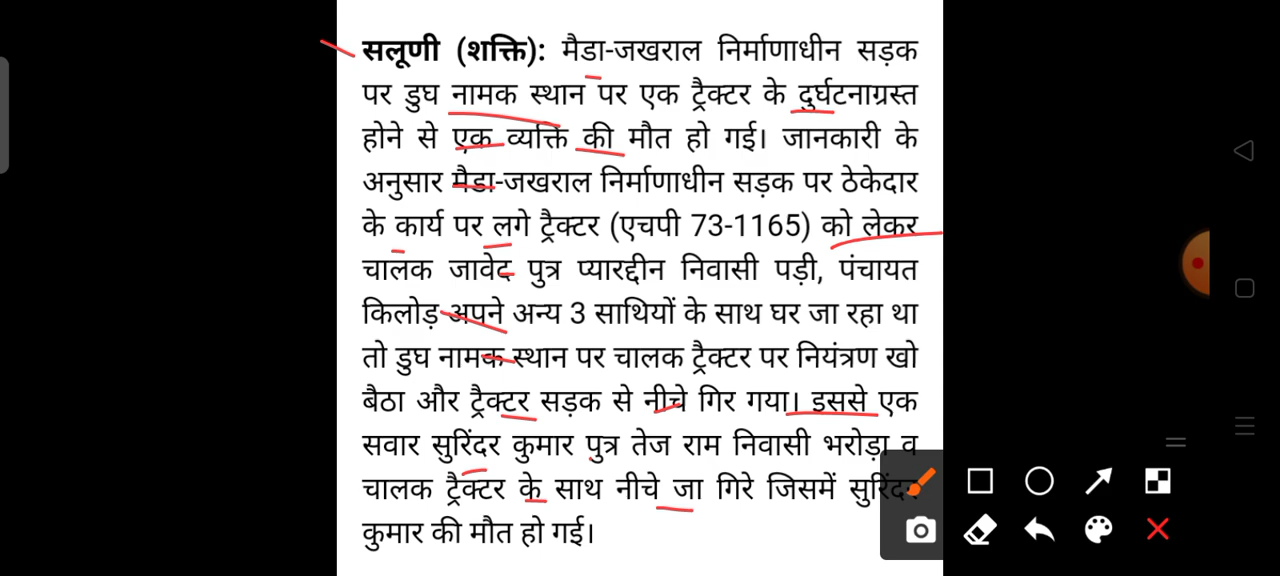 सलूणी (शक्ति): मैडा-जखराल निर्माणाधीन सड़क
पर डुघ नामक स्थान पर एक ट्रैक्टर के दुर्घटनाग्रस्त
होने से एक व्यक्ति की मौत हो गई। जानकारी के
अनुसार मैडा-जखराल निर्माणाधीन सड़क पर ठेकेदार
के कार्य पर लगे ट्रैक्टर (एचपी 73-1165) को लेकर
चालक जावेद पुत्र प्यारद्दीन निवासी पड़ी, पंचायत
किलोड़ अपने अन्य 3 साथियों के साथ घर जा रहा था
तो डुघ नामक स्थान पर चालक ट्रैक्टर पर नियंत्रण खो
बैठा और ट्रैक्टर सड़क से नीचे गिर गया। इससे एक
सवार सुरिंदर कुमार पुत्र तेज राम निवासी भरोड़ा व
चालक ट्रैक्टर के साथ नीचे जा गिरे जिसमें सुरिंदर
कुमार की मौत हो गई।